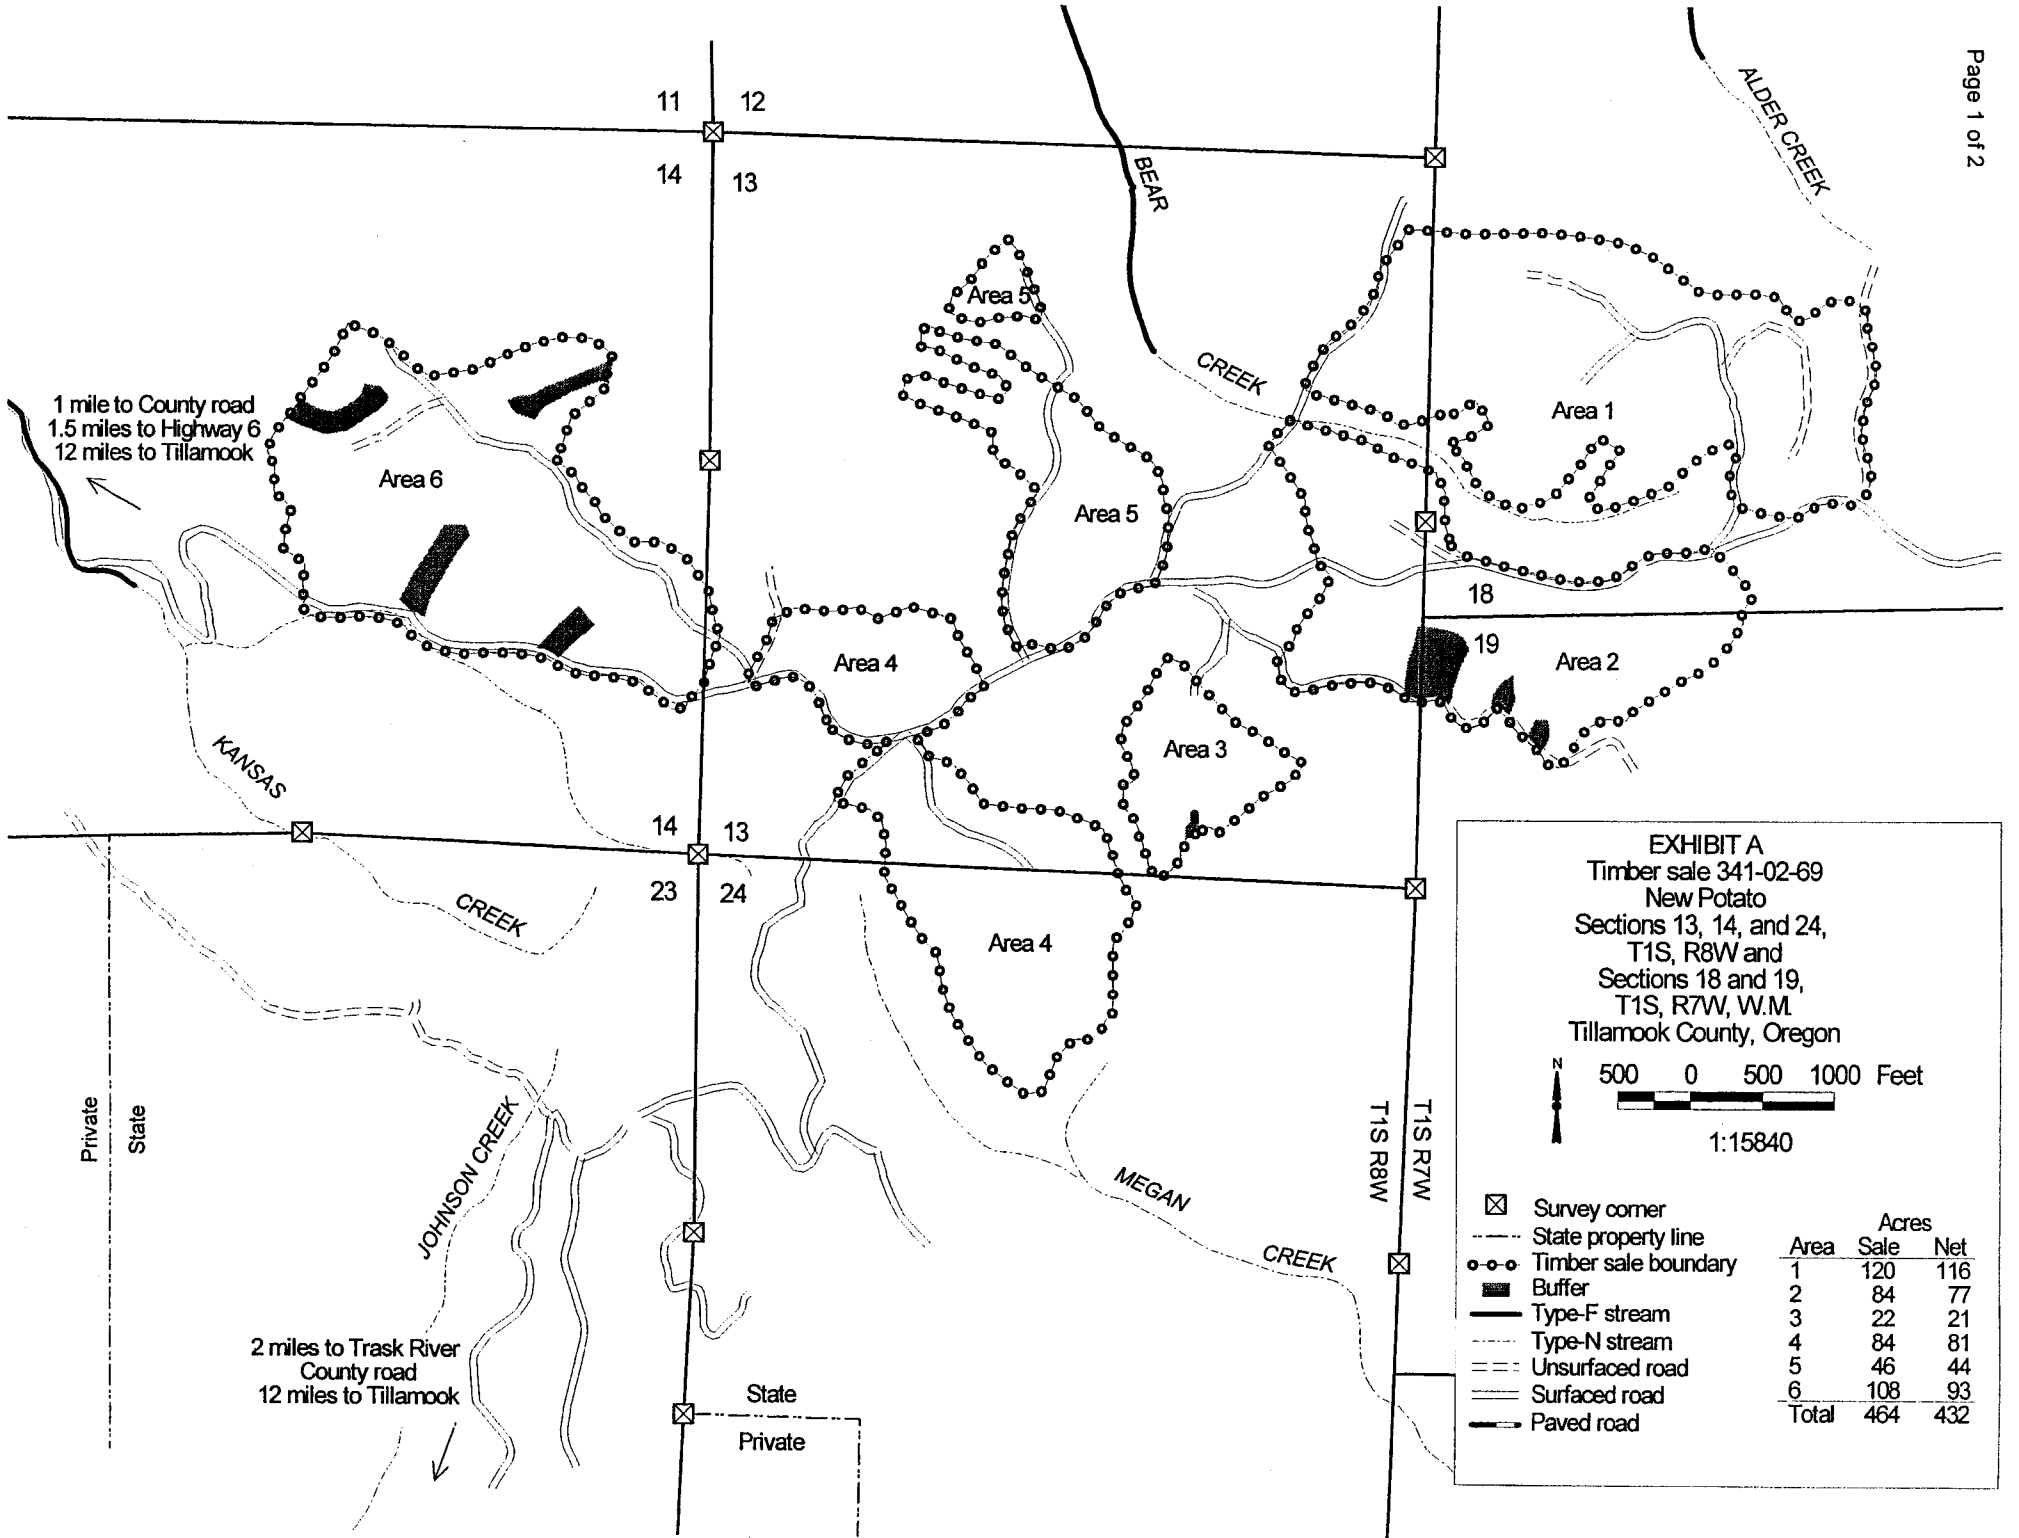 Page 1 of 2
11 12
14 13
BEAR
CREEK
ALDER CREEK
Area 5
Area 1
1 mile to County road
1.5 miles to Highway 6
12 miles to Tillamook
Area 6
Area 5
18
19
Area 4
Area 2
Area 3
KANSAS
CREEK
14 13
23 24
Area 4
Private
State
JOHNSON CREEK
MEGAN
CREEK
T1S R8W
T1S R7W
2 miles to Trask River
County road
12 miles to Tillamook
State
Private
EXHIBIT A
Timber sale 341-02-69
New Potato
Sections 13, 14, and 24,
T1S, R8W and
Sections 18 and 19,
T1S, R7W, W.M.
Tillamook County, Oregon
N
500 0 500 1000 Feet
1:15840
Survey corner
State property line
Timber sale boundary
Buffer
Type-F stream
Type-N stream
Unsurfaced road
Surfaced road
Paved road
Acres
Area Sale Net
1 120 116
2 84 77
3 22 21
4 84 81
5 46 44
6 108 93
Total 464 432